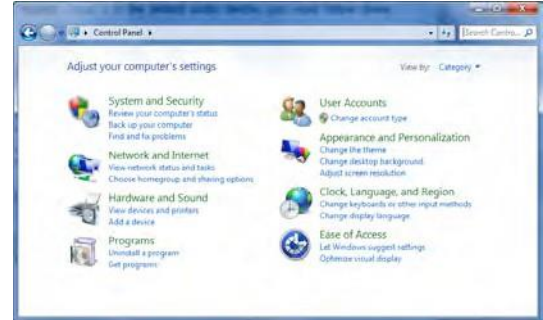 Control Panel
Search Contro...
Adjust your computer's settings
View by: Category
System and Security
Review your computer's status
Back up your computer
Find and fix problems
Network and Internet
View network status and tasks
Choose homegroup and sharing options
Hardware and Sound
View devices and printers
Add a device
Programs
Uninstall a program
Get programs
User Accounts
Change account type
Appearance and Personalization
Change the theme
Change desktop background
Adjust screen resolution
Clock, Language, and Region
Change keyboards or other input methods
Change display language
Ease of Access
Let Windows suggest settings
Optimize visual display